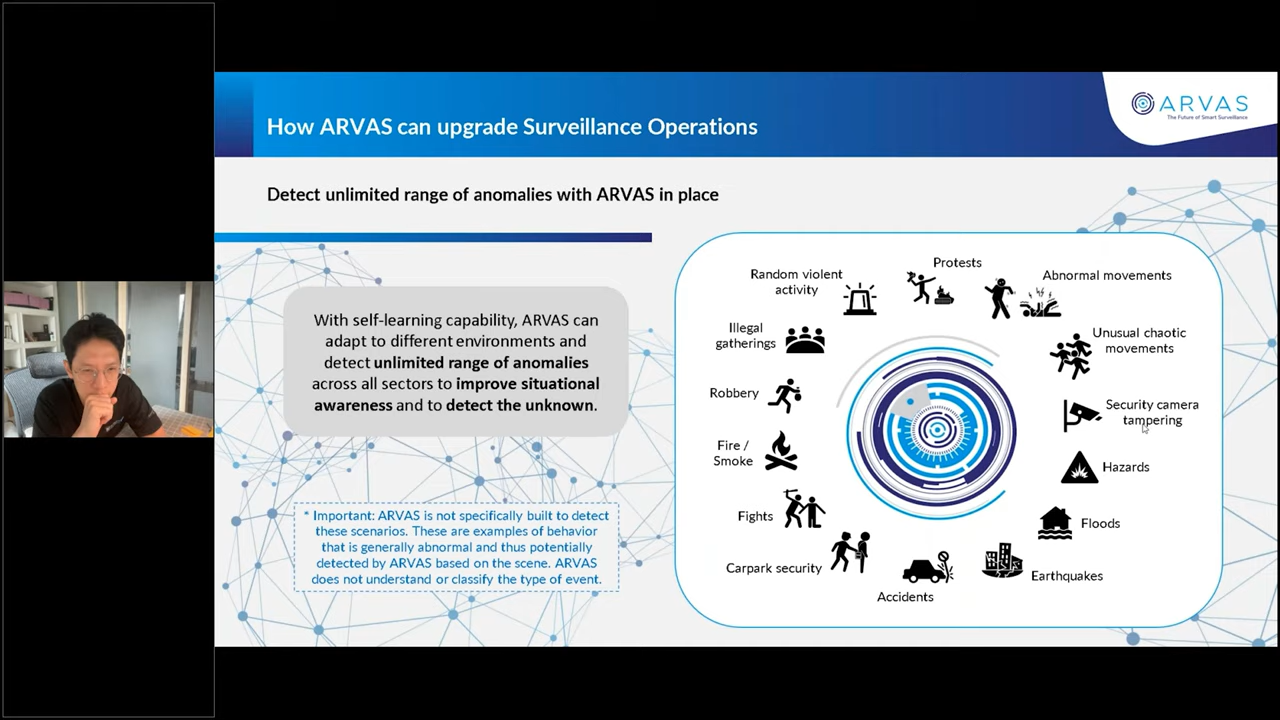 How ARVAS can upgrade Surveillance Operations
ARVAS
The Future of Smart Surveillance
Detect unlimited range of anomalies with ARVAS in place
With self-learning capability, ARVAS can
adapt to different environments and
detect unlimited range of anomalies
across all sectors to improve situational
awareness and to detect the unknown.
* Important: ARVAS is not specifically built to detect
these scenarios. These are examples of behavior
that is generally abnormal and thus potentially
detected by ARVAS based on the scene. ARVAS
does not understand or classify the type of event.
Protests
Abnormal movements
Unusual chaotic
movements
Security camera
tampering
Hazards
Floods
Earthquakes
Accidents
Carpark security
Fights
Fire /
Smoke
Robbery
Illegal
gatherings
Random violent
activity